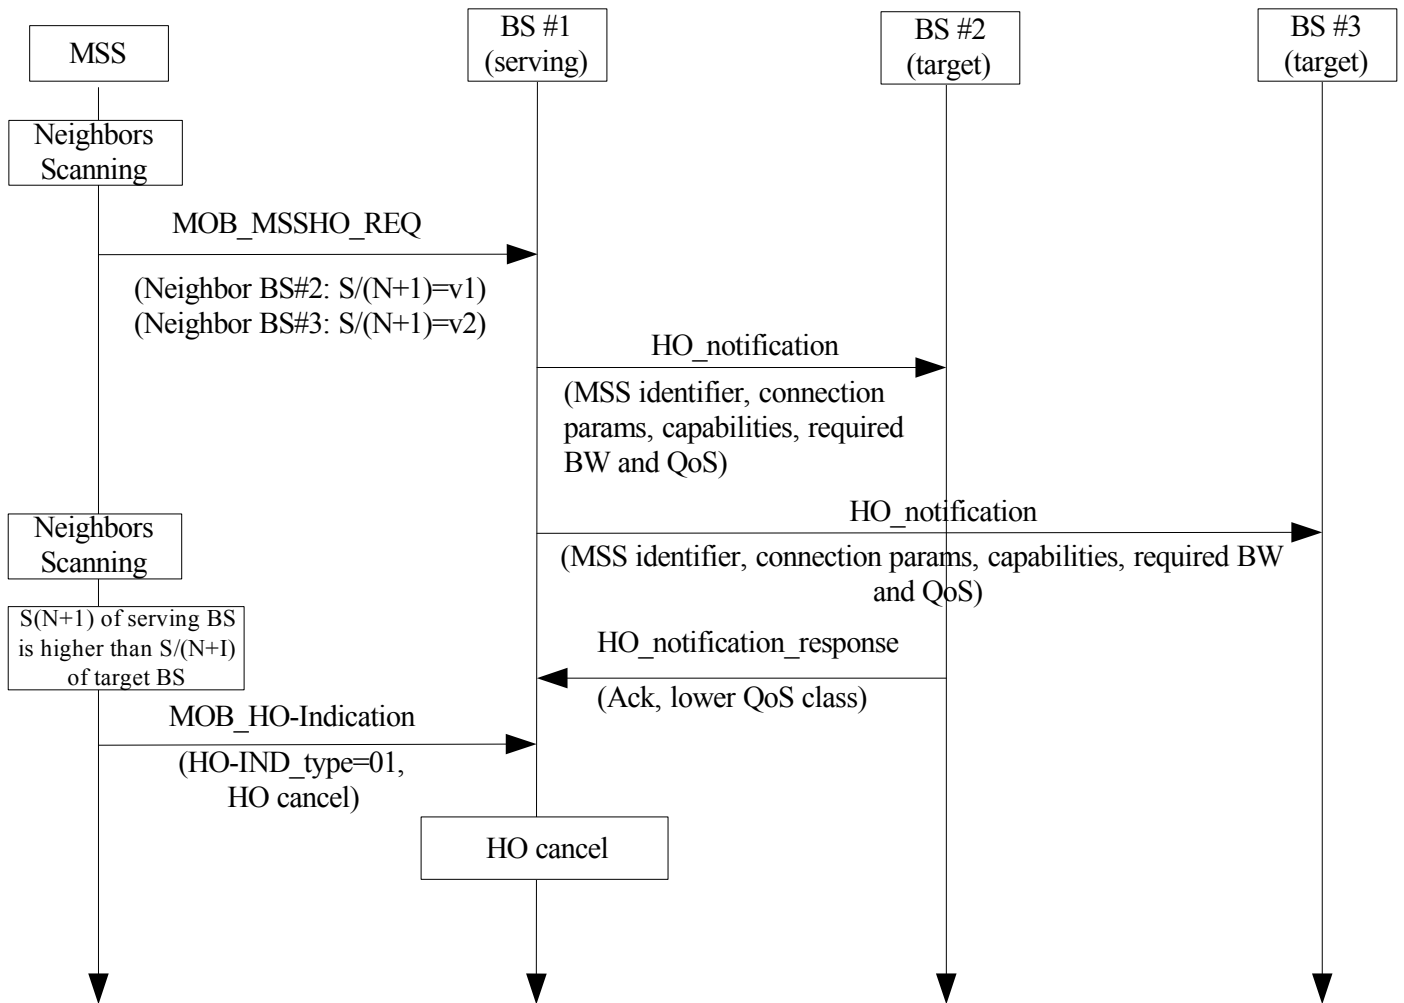 MSS
BS #1
(serving)
BS #2
(target)
BS #3
(target)
Neighbors
Scanning
MOB_MSSHO_REQ
(Neighbor BS#2: S/(N+1)=v1)
(Neighbor BS#3: S/(N+1)=v2)
HO_notification
(MSS identifier, connection
params, capabilities, required
BW and QoS)
HO_notification
(MSS identifier, connection params, capabilities, required BW
and QoS)
Neighbors
Scanning
S(N+1) of serving BS
is higher than S/(N+I)
of target BS
HO_notification_response
(Ack, lower QoS class)
MOB_HO-Indication
(HO-IND_type=01,
HO cancel)
HO cancel